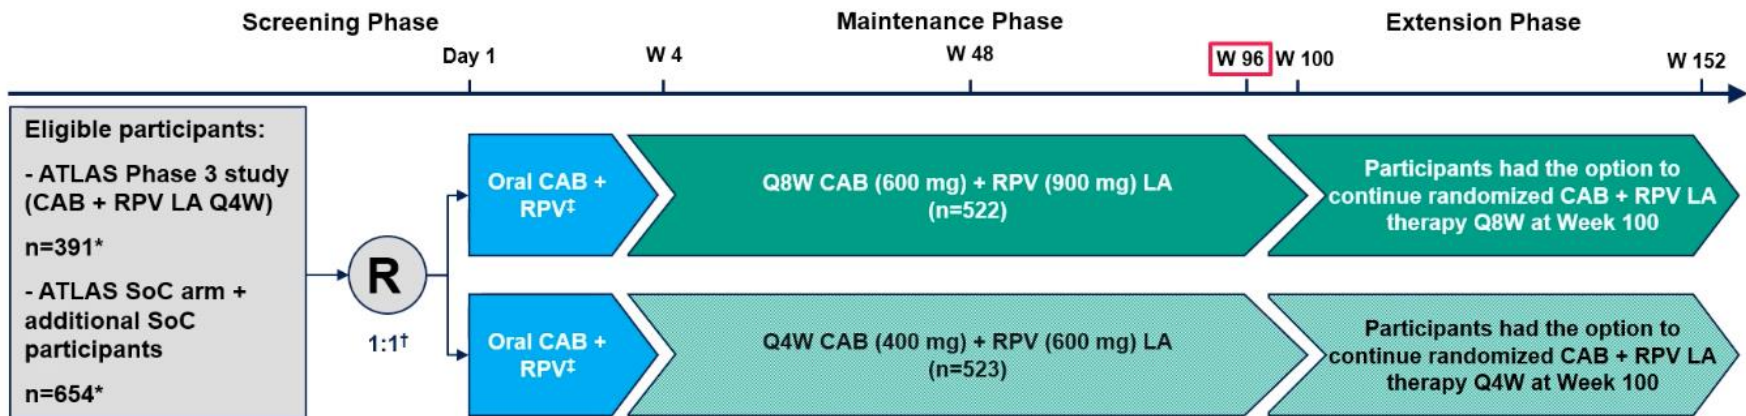 Screening Phase
Maintenance Phase
Extension Phase
Day 1
W 4
W 48
W 96
W 100
W 152
Eligible participants:
- ATLAS Phase 3 study
(CAB + RPV LA Q4W)
n=391*
- ATLAS SoC arm +
additional SoC
participants
n=654*
R
1:1†
Oral CAB +
RPV‡
Q8W CAB (600 mg) + RPV (900 mg) LA
(n=522)
Participants had the option to
continue randomized CAB + RPV LA
therapy Q8W at Week 100
Oral CAB +
RPV‡
Q4W CAB (400 mg) + RPV (600 mg) LA
(n=523)
Participants had the option to
continue randomized CAB + RPV LA
therapy Q4W at Week 100